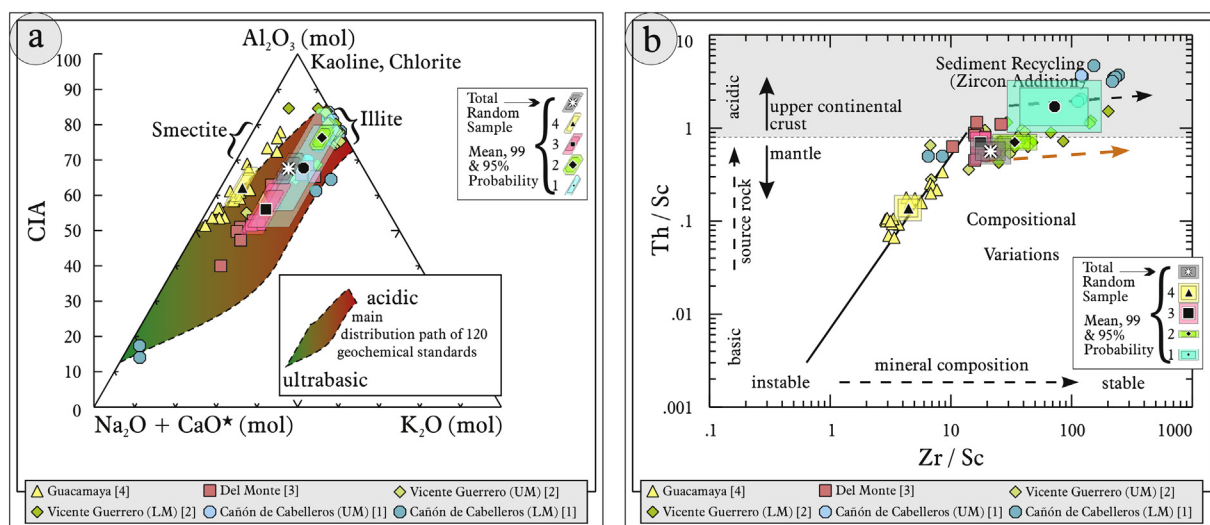 a
Al₂O₃ (mol)
Kaoline, Chlorite
Smectite
Illite
CIA
100
90
80
70
60
50
40
30
20
10
0
Total
Random
Sample
Mean, 99
& 95%
Probability
4
3
2
1
acidic
main
distribution path of 120
geochemical standards
ultrabasic
Na₂O + CaO★ (mol)
K₂O (mol)
Guacamaya [4]
Del Monte [3]
Vicente Guerrero (UM) [2]
Vicente Guerrero (LM) [2]
Cañón de Cabelleros (UM) [1]
Cañón de Cabelleros (LM) [1]
b
10
1
0.1
.01
.001
Th / Sc
acidic
upper continental
crust
mantle
source rock
basic
Sediment Recycling
(Zircon Addition)
Compositional
Variations
Total
Random
Sample
Mean, 99
& 95%
Probability
4
3
2
1
instable
mineral composition
stable
.1
1
10
100
1000
Zr / Sc
Guacamaya [4]
Del Monte [3]
Vicente Guerrero (UM) [2]
Vicente Guerrero (LM) [2]
Cañón de Cabelleros (UM) [1]
Cañón de Cabelleros (LM) [1]